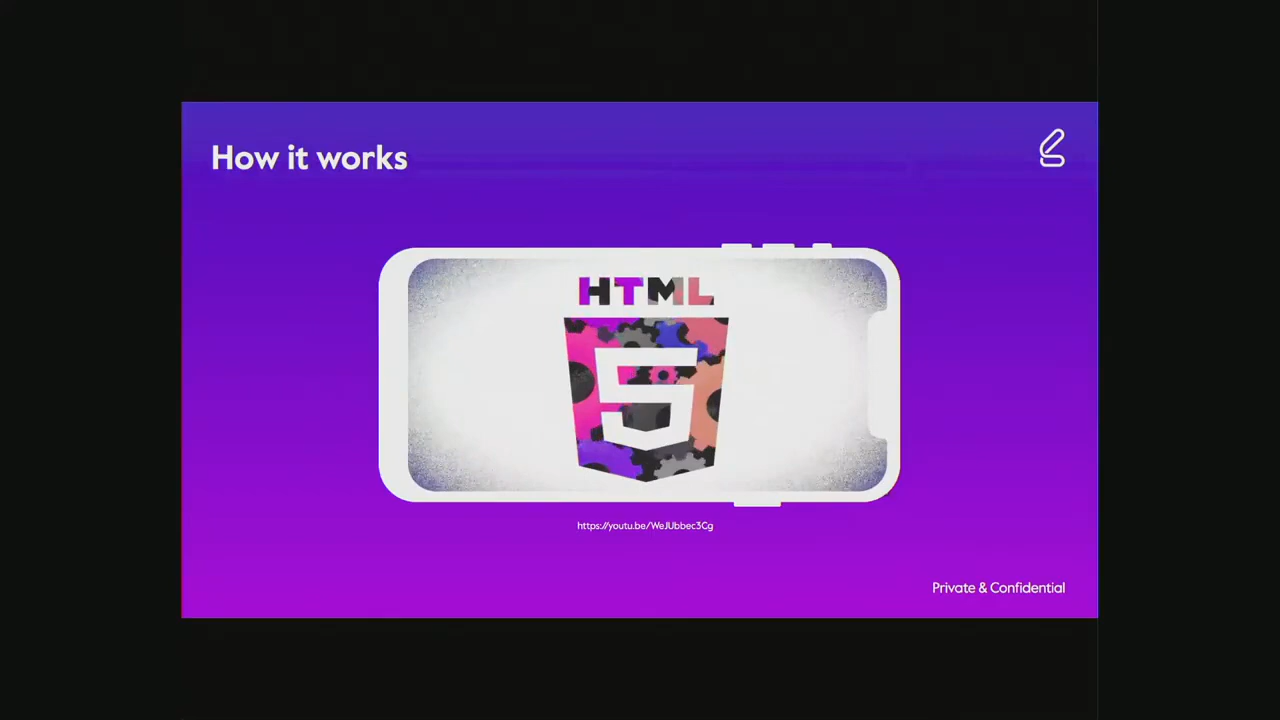 How it works
HTML
5
https://youtu.be/WeJUbbec3Cg
Private & Confidential